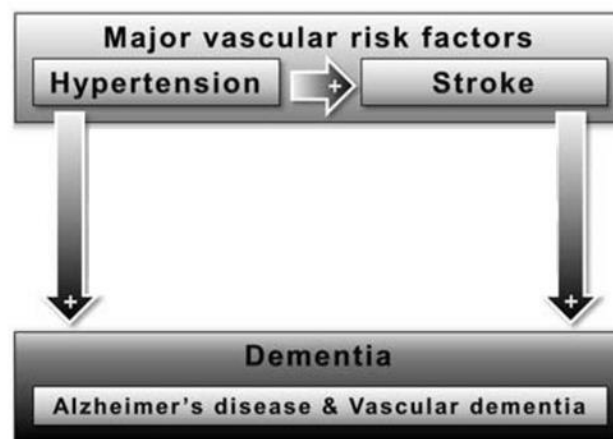 Major vascular risk factors
Hypertension + Stroke
+ +
Dementia
Alzheimer's disease & Vascular dementia